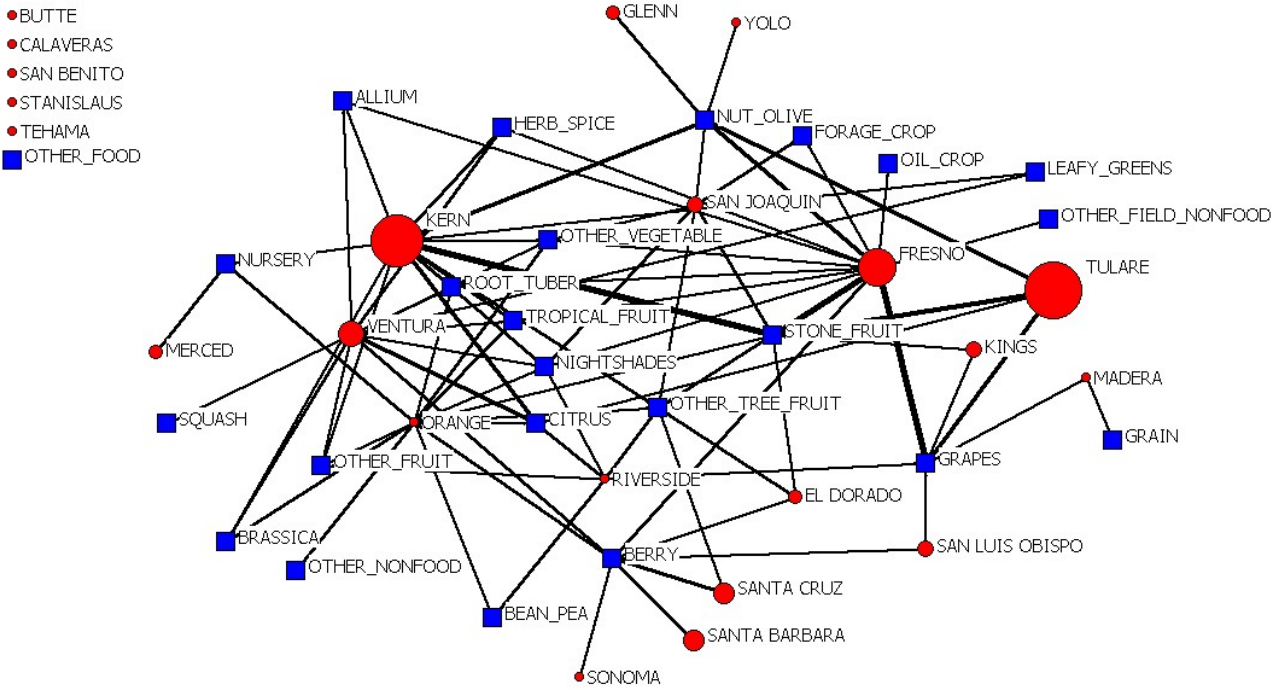 BUTTE
CALAVERAS
SAN BENITO
STANISLAUS
TEHAMA
OTHER_FOOD
GLENN
YOLO
ALLIUM
HERB_SPICE
NUT_OLIVE
FORAGE_CROP
OIL_CROP
LEAFY_GREENS
SAN JOAQUIN
KERN
OTHER_VEGETABLE
OTHER_FIELD_NONFOOD
NURSERY
FRESNO
TULARE
ROOT_TUBER
TROPICAL_FRUIT
VENTURA
STONE_FRUIT
MERCED
NIGHTSHADES
KINGS
MADERA
SQUASH
ORANGE
CITRUS
OTHER_TREE_FRUIT
GRAIN
OTHER_FRUIT
RIVERSIDE
GRAPES
EL DORADO
BRASSICA
OTHER_NONFOOD
BERRY
SAN LUIS OBISPO
SANTA CRUZ
BEAN_PEA
SANTA BARBARA
SONOMA